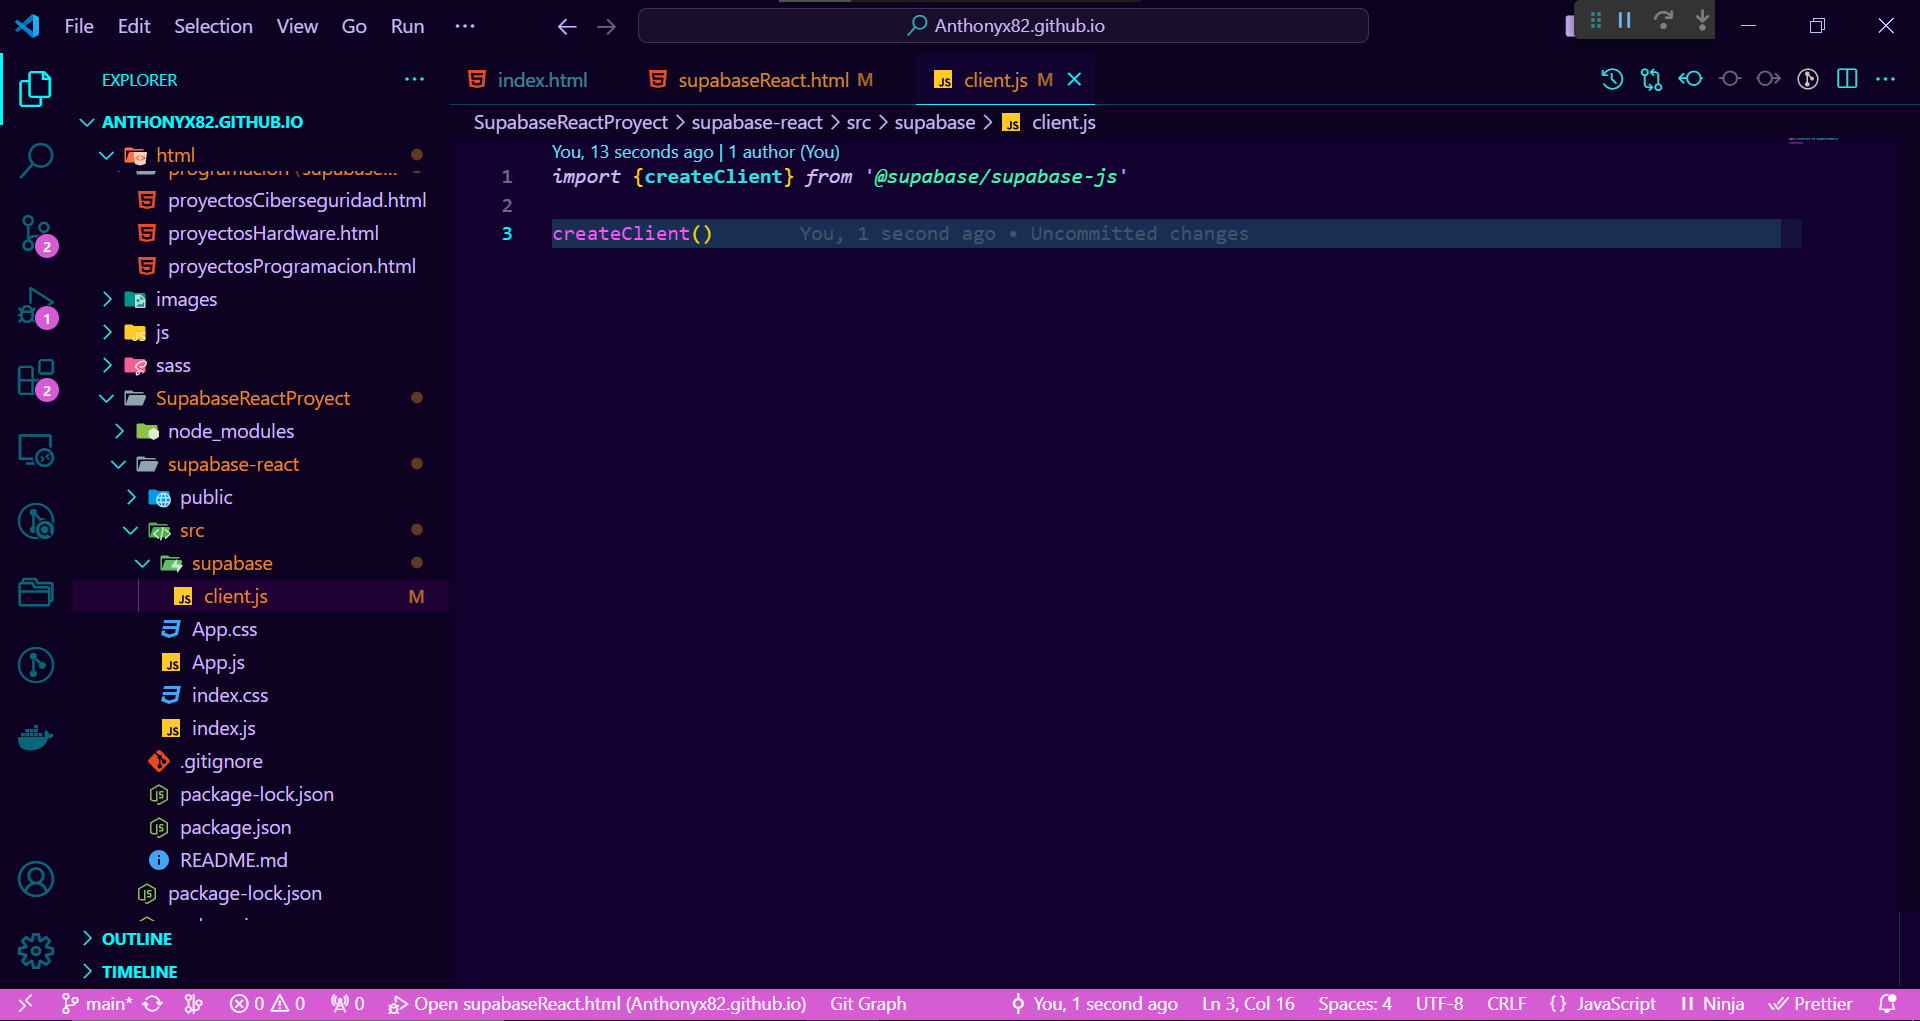 File Edit Selection View Go Run
Anthonyx82.github.io
EXPLORER
index.html
supabaseReact.html M
client.js M
ANTHONYX82.GITHUB.IO
SupabaseReactProyect > supabase-react > src > supabase > JS client.js
html
proyectosCiberseguridad.html
proyectosHardware.html
proyectosProgramacion.html
images
js
sass
SupabaseReactProyect
node_modules
supabase-react
public
src
supabase
JS client.js M
App.css
JS App.js
index.css
JS index.js
.gitignore
package-lock.json
package.json
README.md
package-lock.json
OUTLINE
TIMELINE
2
1
2
You, 13 seconds ago | 1 author (You)
1 import {createClient} from '@supabase/supabase-js'
2
3 createClient() You, 1 second ago • Uncommitted changes
main* 0 0 0 Open supabaseReact.html (Anthonyx82.github.io) Git Graph You, 1 second ago Ln 3, Col 16 Spaces: 4 UTF-8 CRLF {} JavaScript Ninja Prettier